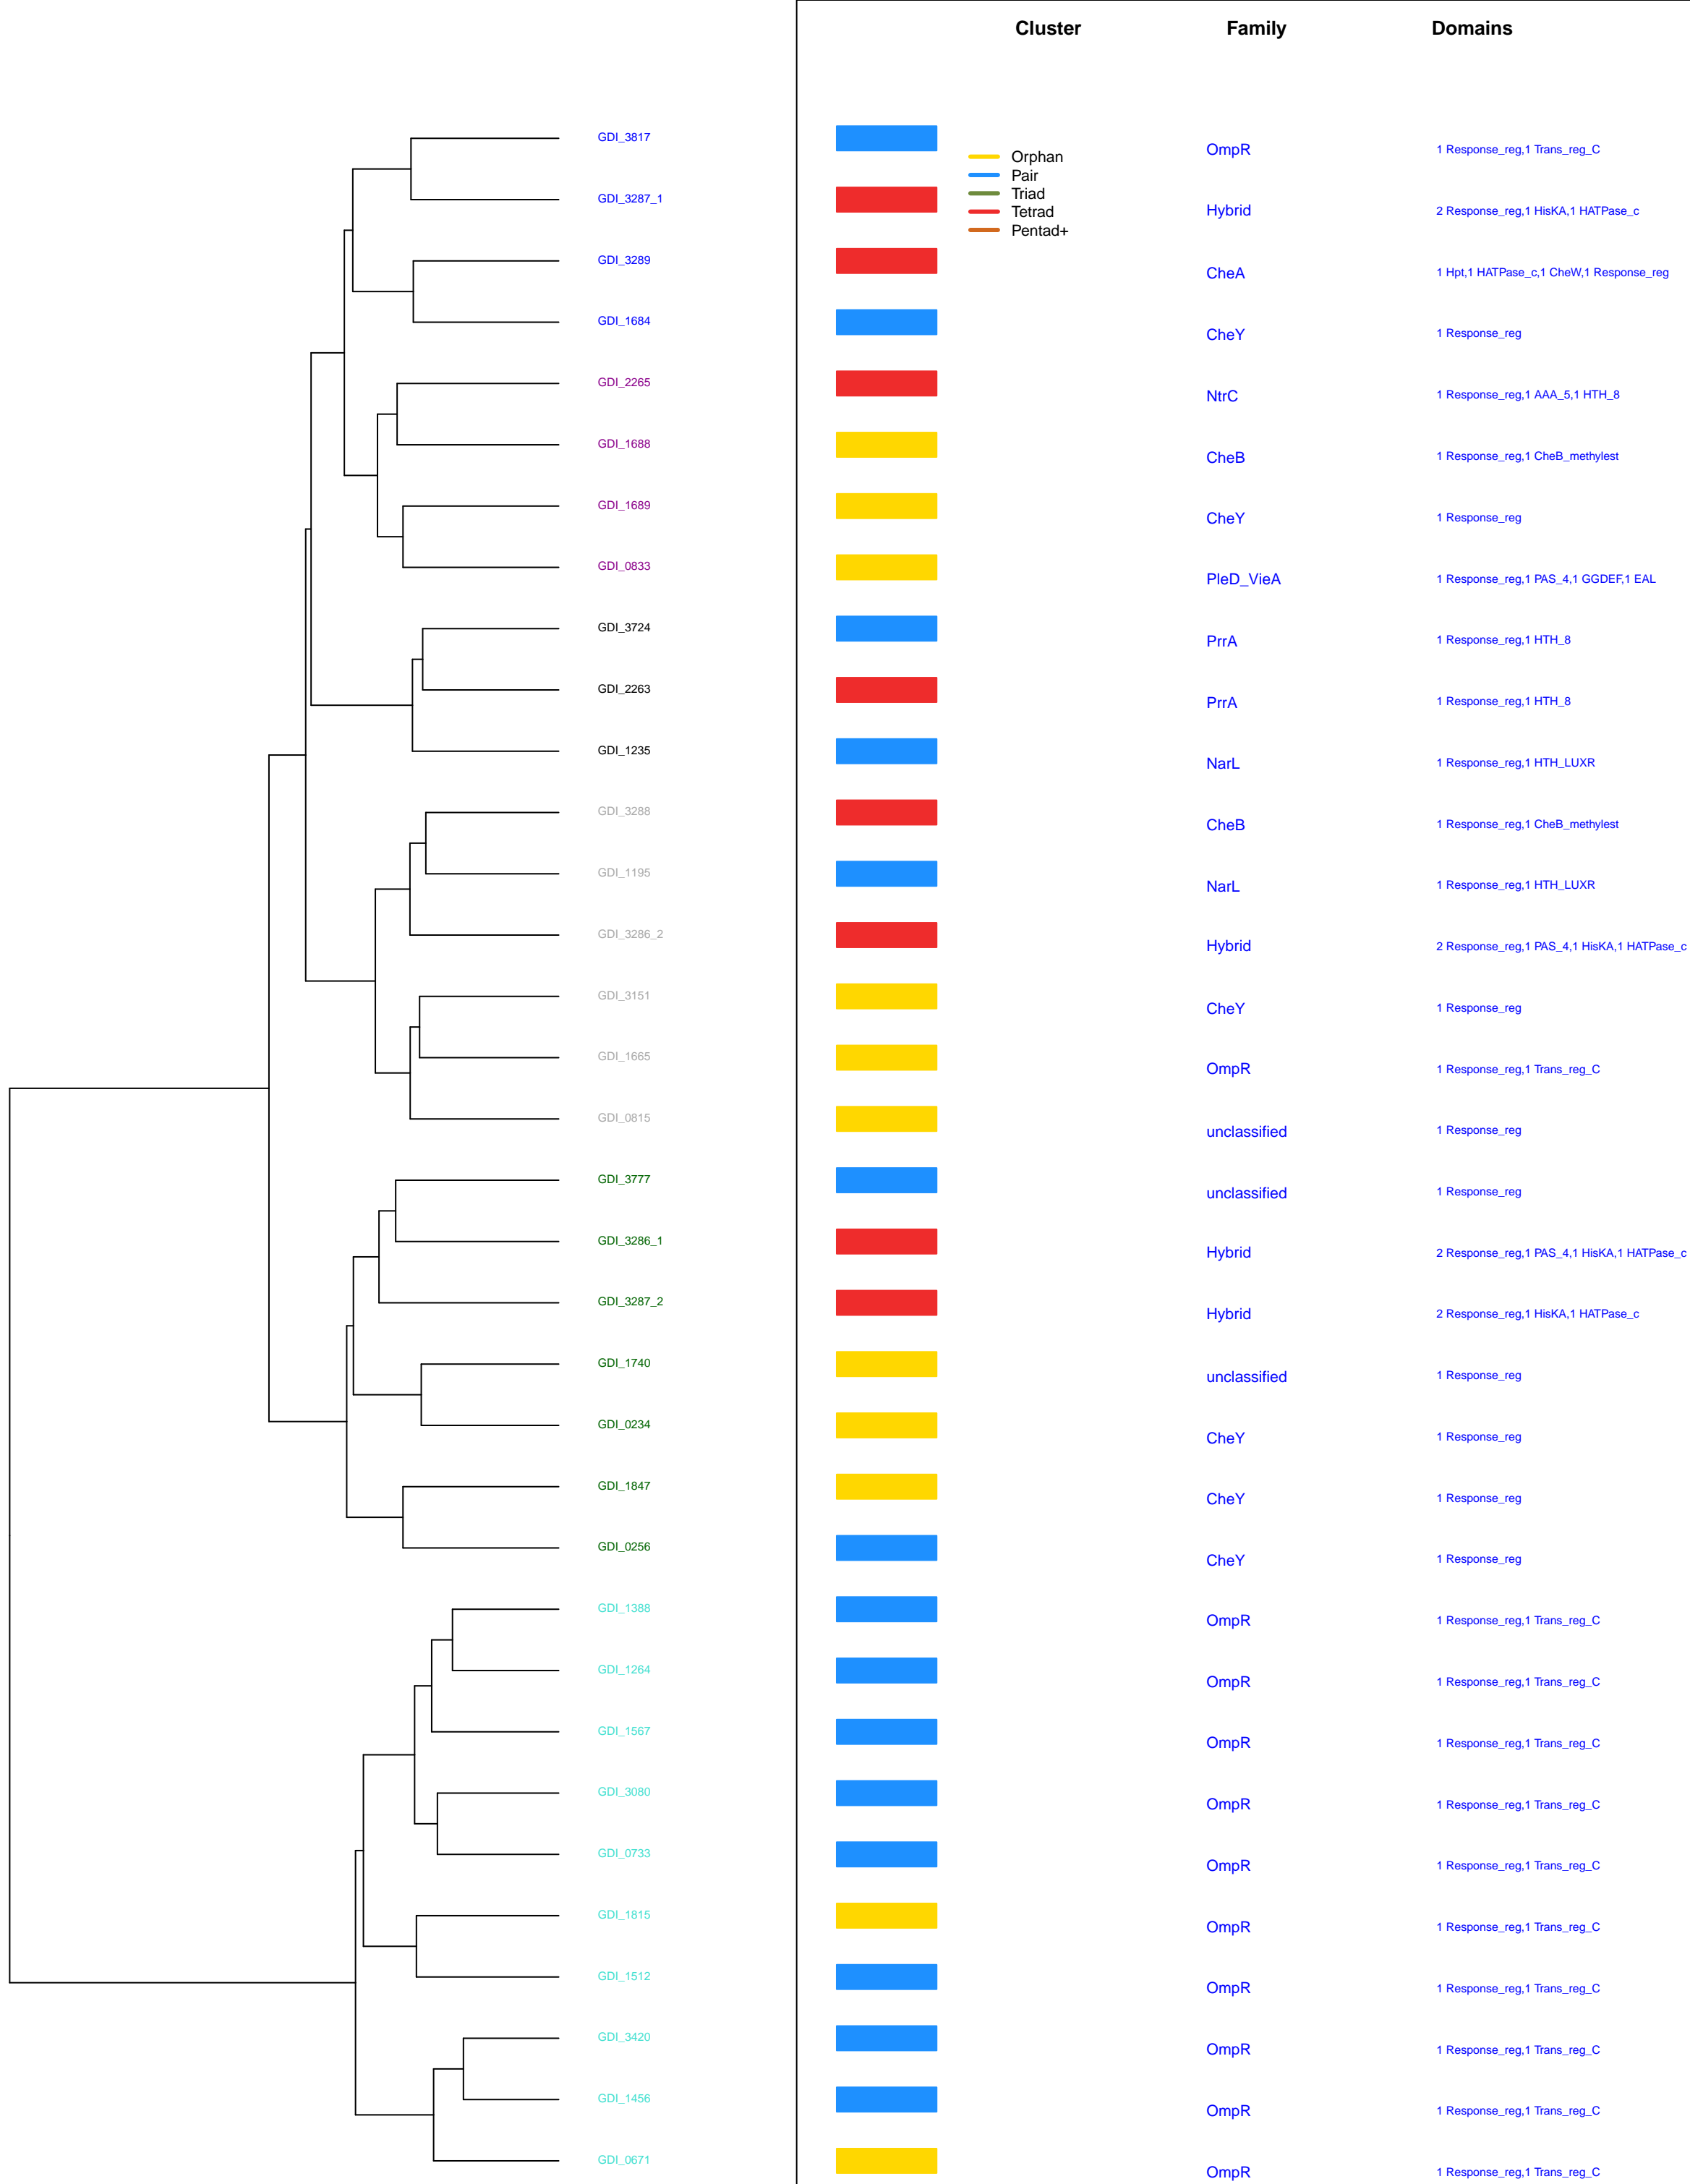 Cluster Family Domains
GDI_3817 OmpR 1 Response_reg,1 Trans_reg_C
Orphan
Pair
Triad
Tetrad
Pentad+
GDI_3287_1 Hybrid 2 Response_reg,1 HisKA,1 HATPase_c
GDI_3289 CheA 1 Hpt,1 HATPase_c,1 CheW,1 Response_reg
GDI_1684 CheY 1 Response_reg
GDI_2265 NtrC 1 Response_reg,1 AAA_5,1 HTH_8
GDI_1688 CheB 1 Response_reg,1 CheB_methylest
GDI_1689 CheY 1 Response_reg
GDI_0833 PleD_VieA 1 Response_reg,1 PAS_4,1 GGDEF,1 EAL
GDI_3724 PrrA 1 Response_reg,1 HTH_8
GDI_2263 PrrA 1 Response_reg,1 HTH_8
GDI_1235 NarL 1 Response_reg,1 HTH_LUXR
GDI_3288 CheB 1 Response_reg,1 CheB_methylest
GDI_1195 NarL 1 Response_reg,1 HTH_LUXR
GDI_3286_2 Hybrid 2 Response_reg,1 PAS_4,1 HisKA,1 HATPase_c
GDI_3151 CheY 1 Response_reg
GDI_1665 OmpR 1 Response_reg,1 Trans_reg_C
GDI_0815 unclassified 1 Response_reg
GDI_3777 unclassified 1 Response_reg
GDI_3286_1 Hybrid 2 Response_reg,1 PAS_4,1 HisKA,1 HATPase_c
GDI_3287_2 Hybrid 2 Response_reg,1 HisKA,1 HATPase_c
GDI_1740 unclassified 1 Response_reg
GDI_0234 CheY 1 Response_reg
GDI_1847 CheY 1 Response_reg
GDI_0256 CheY 1 Response_reg
GDI_1388 OmpR 1 Response_reg,1 Trans_reg_C
GDI_1264 OmpR 1 Response_reg,1 Trans_reg_C
GDI_1567 OmpR 1 Response_reg,1 Trans_reg_C
GDI_3080 OmpR 1 Response_reg,1 Trans_reg_C
GDI_0733 OmpR 1 Response_reg,1 Trans_reg_C
GDI_1815 OmpR 1 Response_reg,1 Trans_reg_C
GDI_1512 OmpR 1 Response_reg,1 Trans_reg_C
GDI_3420 OmpR 1 Response_reg,1 Trans_reg_C
GDI_1456 OmpR 1 Response_reg,1 Trans_reg_C
GDI_0671 OmpR 1 Response_reg,1 Trans_reg_C